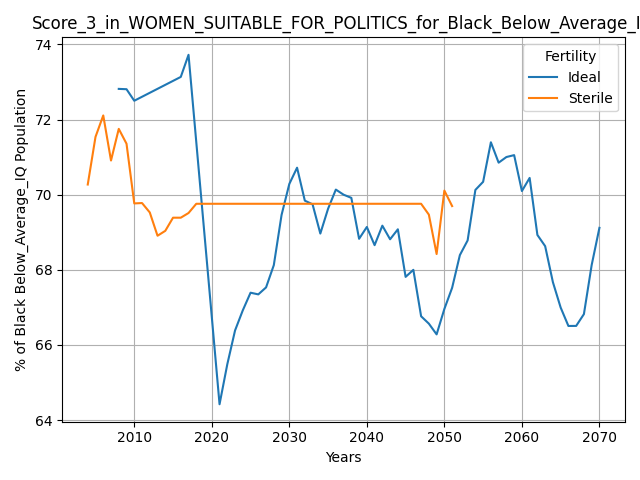 Score_3_in_WOMEN_SUITABLE_FOR_POLITICS_for_Black_Below_Average_I
Fertility
Ideal
Sterile
% of Black Below_Average_IQ Population
74
72
70
68
66
64
2010 2020 2030 2040 2050 2060 2070
Years